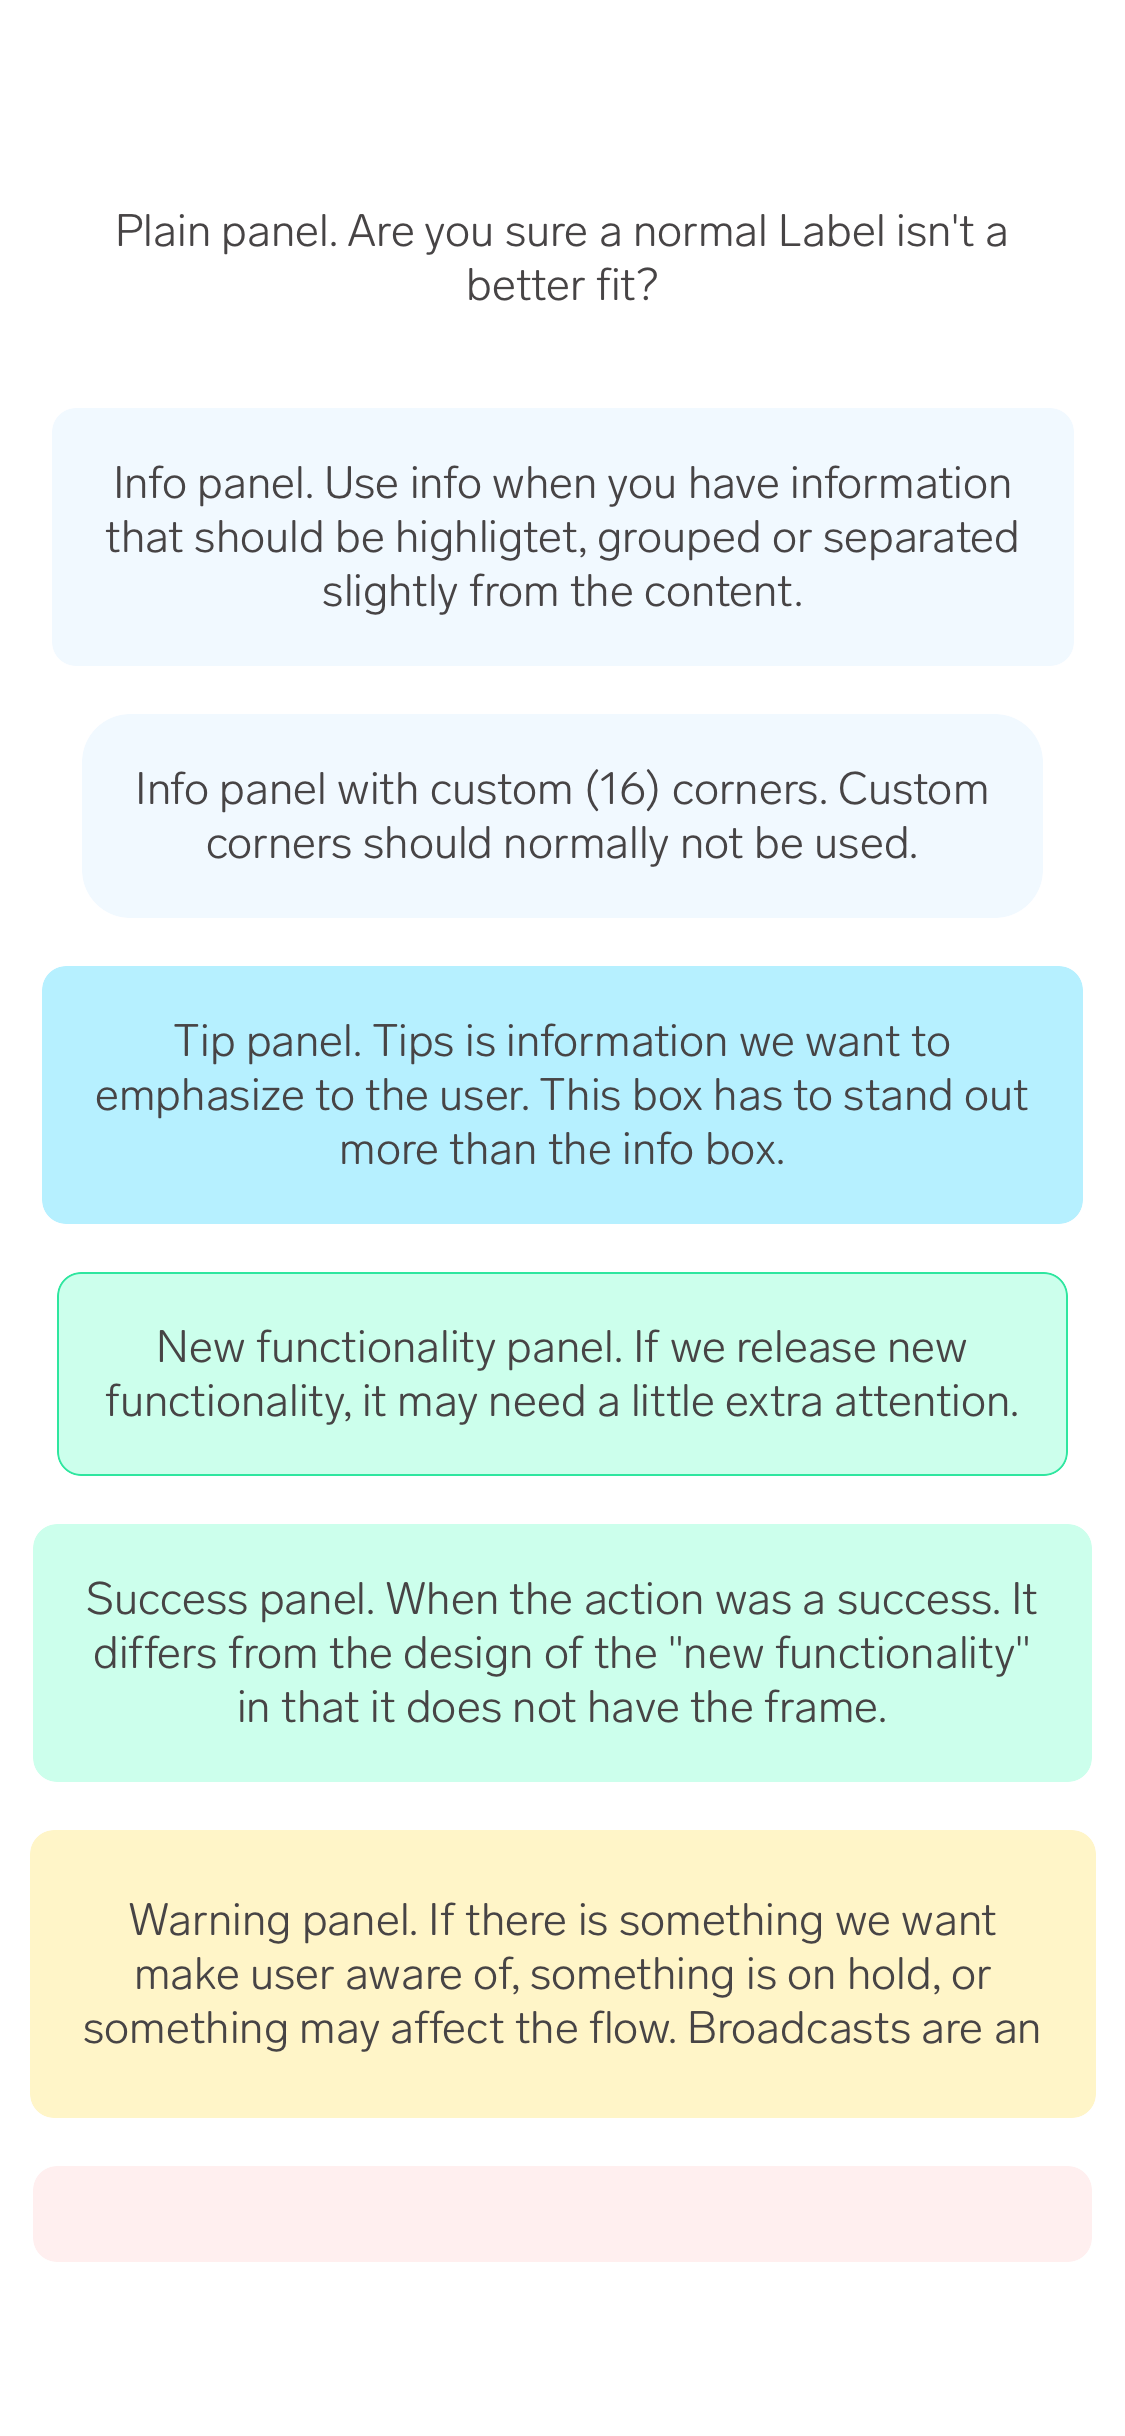 Plain panel. Are you sure a normal Label isn't a
better fit?
Info panel. Use info when you have information
that should be highligtet, grouped or separated
slightly from the content.
Info panel with custom (16) corners. Custom
corners should normally not be used.
Tip panel. Tips is information we want to
emphasize to the user. This box has to stand out
more than the info box.
New functionality panel. If we release new
functionality, it may need a little extra attention.
Success panel. When the action was a success. It
differs from the design of the "new functionality"
in that it does not have the frame.
Warning panel. If there is something we want
make user aware of, something is on hold, or
something may affect the flow. Broadcasts are an